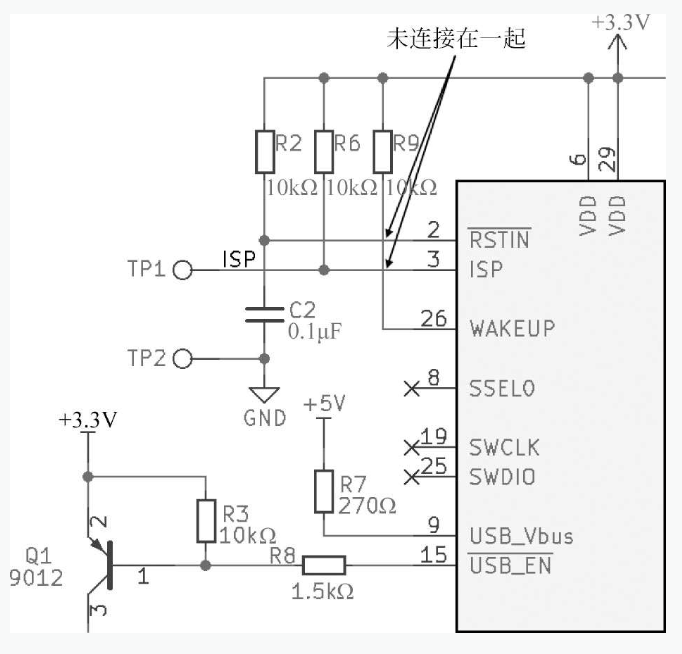 +3.3V
未连接在一起
R2
R6
R9
10kΩ
10kΩ
10kΩ
6
29
VDD
VDD
2
RSTIN
TP1
ISP
3
ISP
C2
0.1μF
26
WAKEUP
TP2
8
SSEL0
GND
+5V
+3.3V
19
SWCLK
25
SWDIO
R7
270Ω
2
R3
10kΩ
9
USB_Vbus
Q1
9012
1
R8
1.5kΩ
15
USB_EN
3